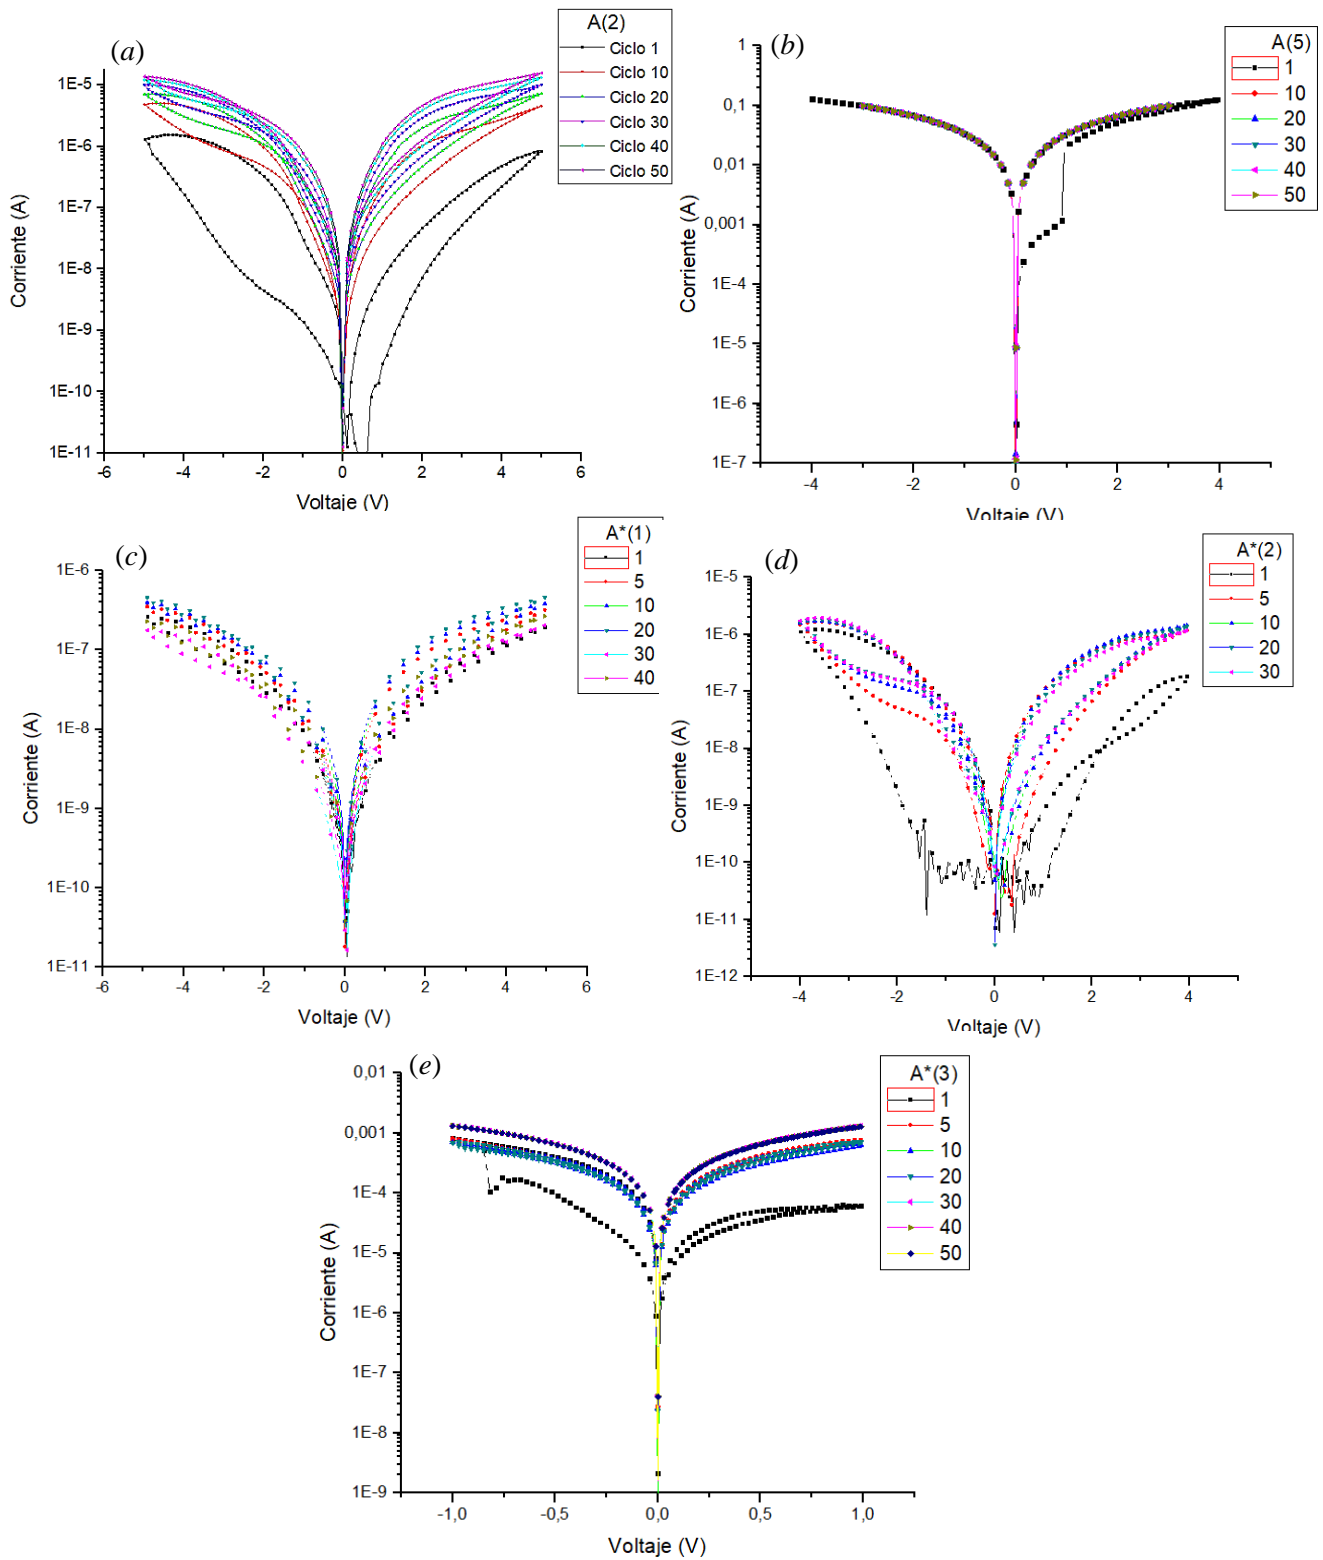 (a)
A(2)
Ciclo 1
Ciclo 10
Ciclo 20
Ciclo 30
Ciclo 40
Ciclo 50
1E-5
1E-6
1E-7
1E-8
1E-9
1E-10
1E-11
Corriente (A)
-6
-4
-2
0
2
4
6
Voltaje (V)
(b)
A(5)
1
10
20
30
40
50
1
0,1
0,01
0,001
1E-4
1E-5
1E-6
1E-7
Corriente (A)
-4
-2
0
2
4
Voltaje (V)
(c)
A*(1)
1
5
10
20
30
40
1E-6
1E-7
1E-8
1E-9
1E-10
1E-11
Corriente (A)
-6
-4
-2
0
2
4
6
Voltaje (V)
(d)
A*(2)
1
5
10
20
30
1E-5
1E-6
1E-7
1E-8
1E-9
1E-10
1E-11
1E-12
Corriente (A)
-4
-2
0
2
4
Voltaje (V)
(e)
A*(3)
1
5
10
20
30
40
50
0,01
0,001
1E-4
1E-5
1E-6
1E-7
1E-8
1E-9
Corriente (A)
-1,0
-0,5
0,0
0,5
1,0
Voltaje (V)